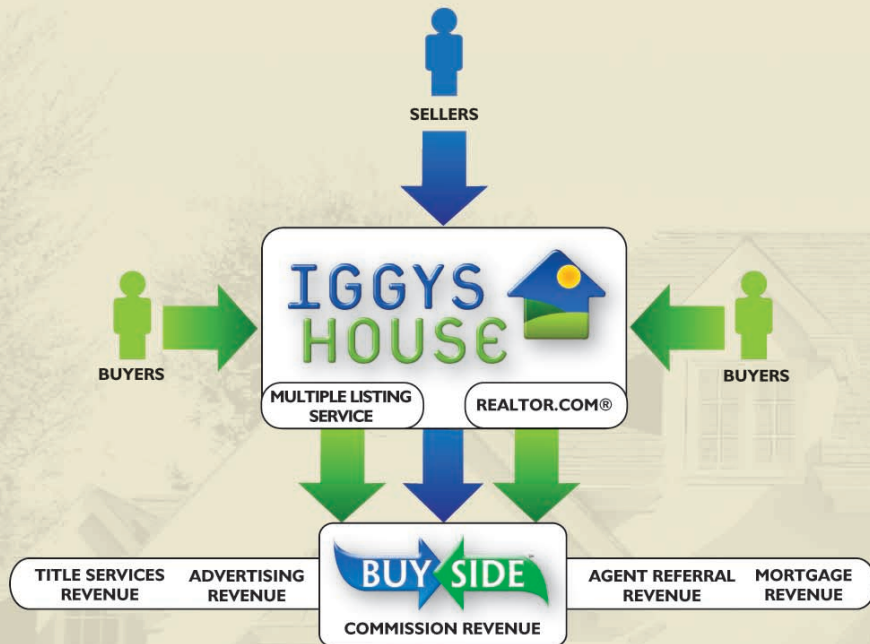 SELLERS
IGGYS
HOUSE
BUYERS
BUYERS
MULTIPLE LISTING
SERVICE
REALTOR.COM®
BUY SIDE™
COMMISSION REVENUE
TITLE SERVICES
REVENUE
ADVERTISING
REVENUE
AGENT REFERRAL
REVENUE
MORTGAGE
REVENUE